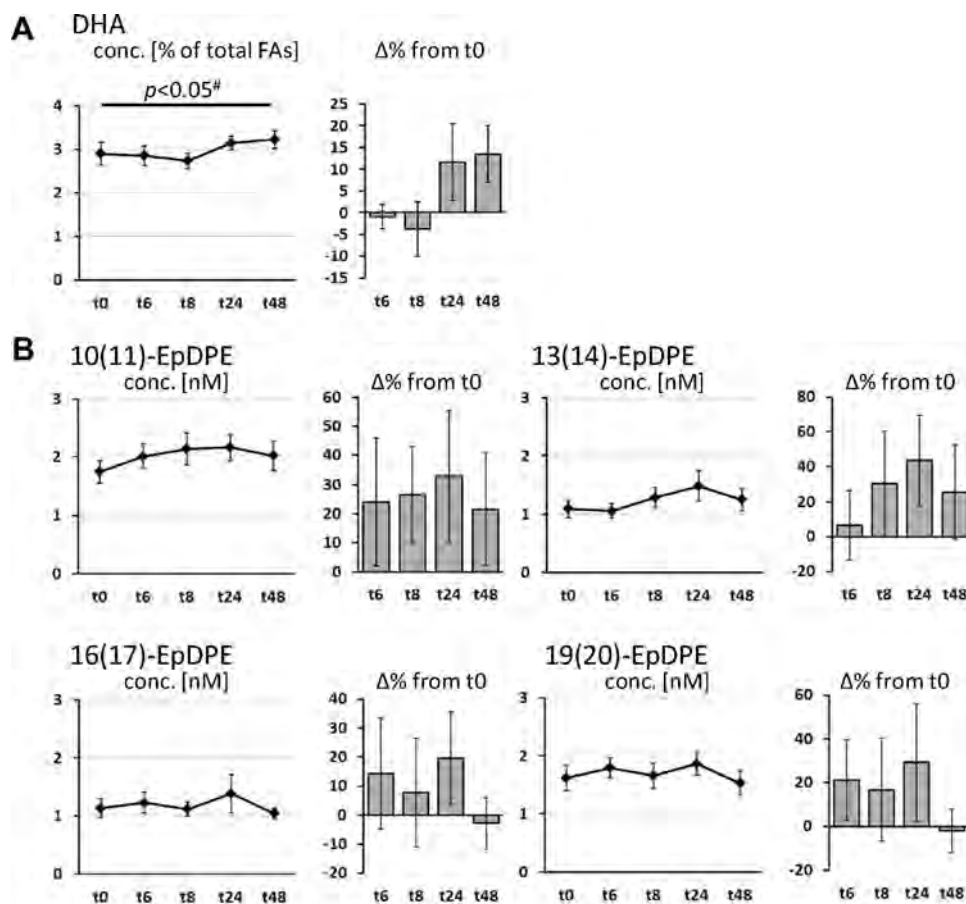 A
DHA
conc. [% of total FAs]
Δ% from t0
p<0.05#
4
3
2
1
0
t0 t6 t8 t24 t48
25
20
15
10
5
0
-5
-10
-15
t6 t8 t24 t48
B
10(11)-EpDPE
conc. [nM]
Δ% from t0
3
2
1
0
t0 t6 t8 t24 t48
60
50
40
30
20
10
0
t6 t8 t24 t48
13(14)-EpDPE
conc. [nM]
Δ% from t0
3
2
1
0
t0 t6 t8 t24 t48
80
60
40
20
0
-20
t6 t8 t24 t48
16(17)-EpDPE
conc. [nM]
Δ% from t0
3
2
1
0
t0 t6 t8 t24 t48
40
30
20
10
0
-10
-20
t6 t8 t24 t48
19(20)-EpDPE
conc. [nM]
Δ% from t0
3
2
1
0
t0 t6 t8 t24 t48
60
40
20
0
-20
t6 t8 t24 t48